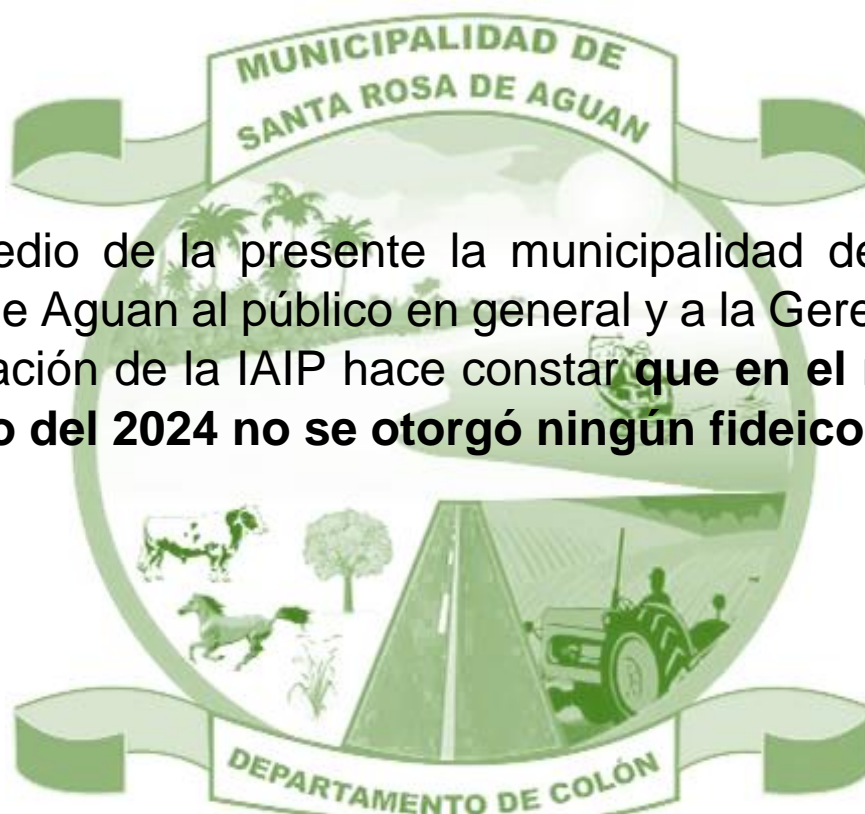 MUNICIPALIDAD DE
SANTA ROSA DE AGUAN
edio de la presente la municipalidad de
e Aguan al público en general y a la Gere
ación de la IAIP hace constar que en el
o del 2024 no se otorgó ningún fideico
DEPARTAMENTO DE COLÓN